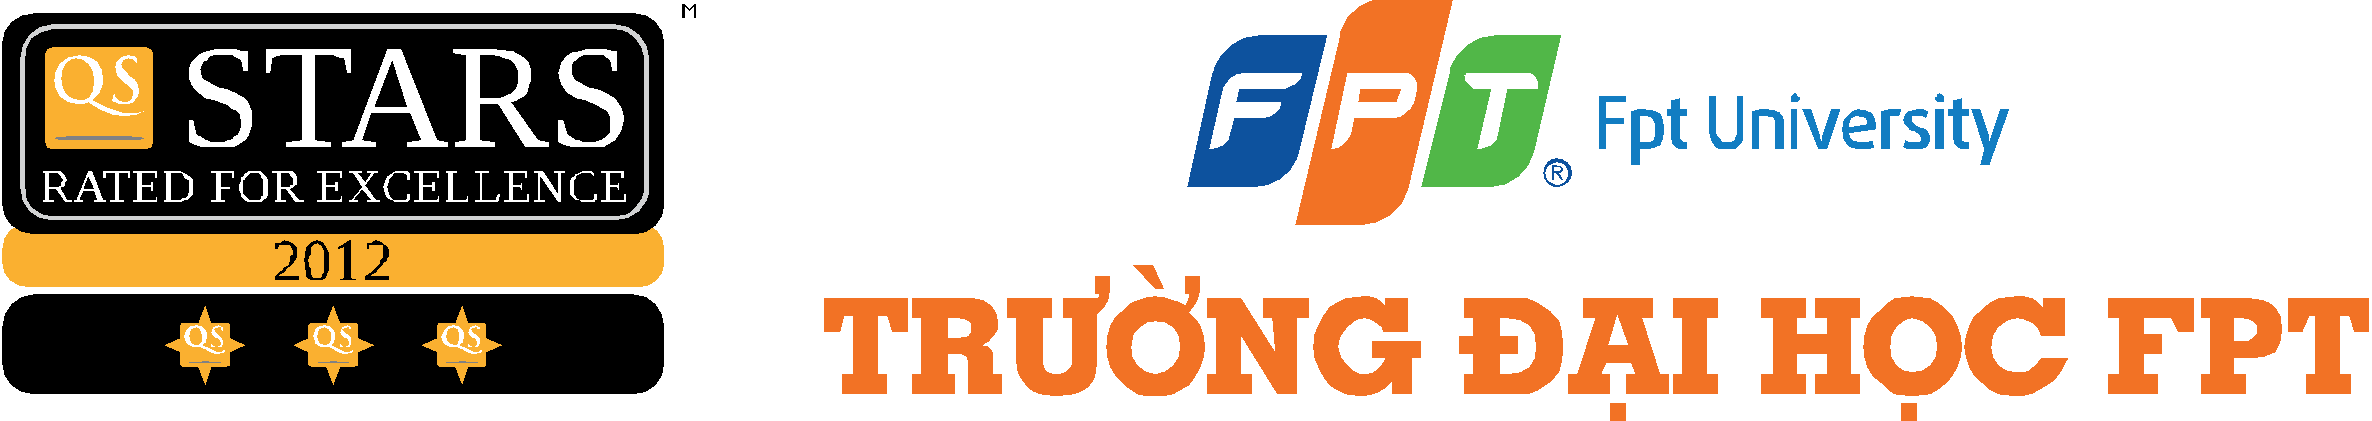 QS STARS
M
RATED FOR EXCELLENCE
2012
QS QS QS
FPT ® Fpt University
TRƯỜNG ĐẠI HỌC FPT